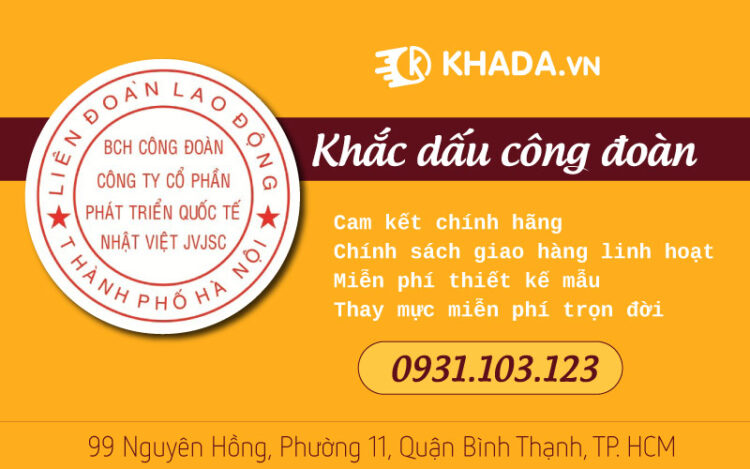 KHADA.VN
LIÊN ĐOÀN LAO ĐỘNG
BCH CÔNG ĐOÀN
CÔNG TY CỔ PHẦN
PHÁT TRIỂN QUỐC TẾ
NHẬT VIỆT JVJSC
THÀNH PHỐ HÀ NỘI
Khắc dấu công đoàn
Cam kết chính hãng
Chính sách giao hàng linh hoạt
Miễn phí thiết kế mẫu
Thay mực miễn phí trọn đời
0931.103.123
99 Nguyên Hồng, Phường 11, Quận Bình Thạnh, TP. HCM